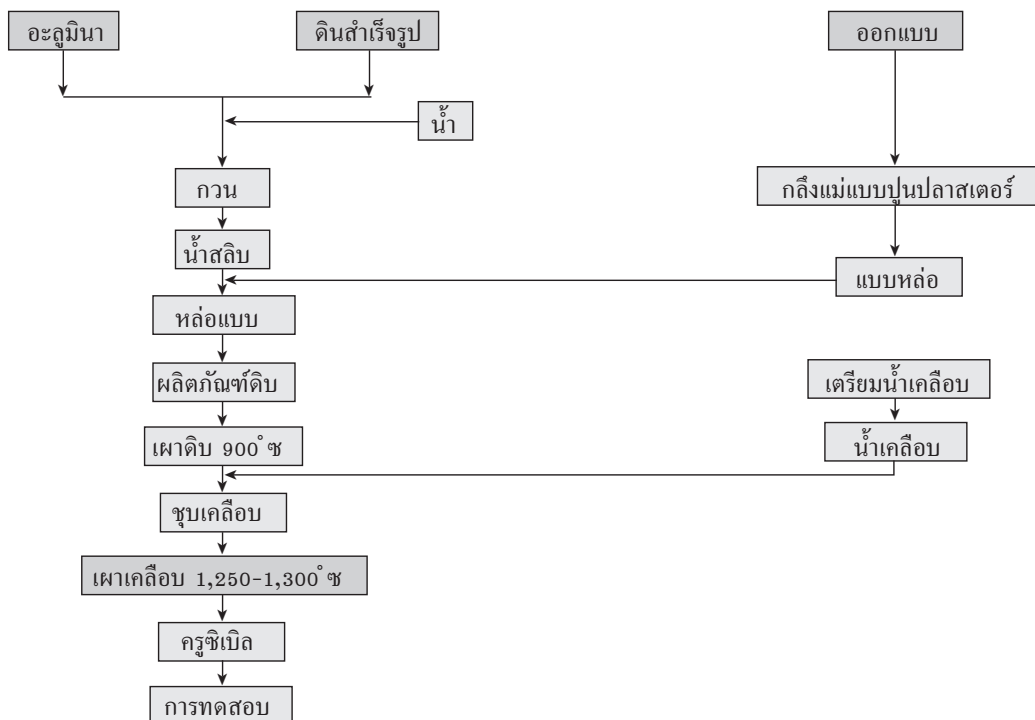 อะลูมินา
ดินสำเร็จรูป
ออกแบบ
น้ำ
กวน
กลึงแม่แบบปูนปลาสเตอร์
น้ำสลิบ
แบบหล่อ
หล่อแบบ
ผลิตภัณฑ์ดิบ
เตรียมน้ำเคลือบ
เผาดิบ 900 ํซ
น้ำเคลือบ
ชุบเคลือบ
เผาเคลือบ 1,250-1,300 ํซ
ครูซิเบิล
การทดสอบ